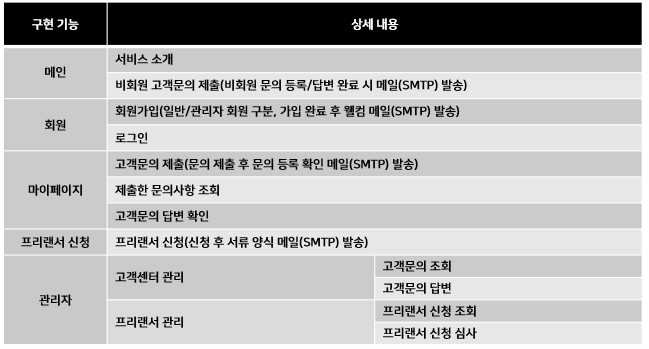 구현 기능
상세 내용
메인
서비스 소개
비회원 고객문의 제출(비회원 문의 등록/답변 완료 시 메일(SMTP) 발송)
회원
회원가입(일반/관리자 회원 구분, 가입 완료 후 웰컴 메일(SMTP) 발송)
로그인
마이페이지
고객문의 제출(문의 제출 후 문의 등록 확인 메일(SMTP) 발송)
제출한 문의사항 조회
고객문의 답변 확인
프리랜서 신청
프리랜서 신청(신청 후 서류 양식 메일(SMTP) 발송)
관리자
고객센터 관리
고객문의 조회
고객문의 답변
프리랜서 관리
프리랜서 신청 조회
프리랜서 신청 심사